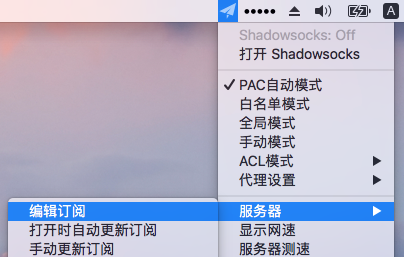 A
Shadowsocks: Off
打开 Shadowsocks
PAC自动模式
白名单模式
全局模式
手动模式
ACL模式
代理设置
服务器
编辑订阅
打开时自动更新订阅
手动更新订阅
显示网速
服务器测速